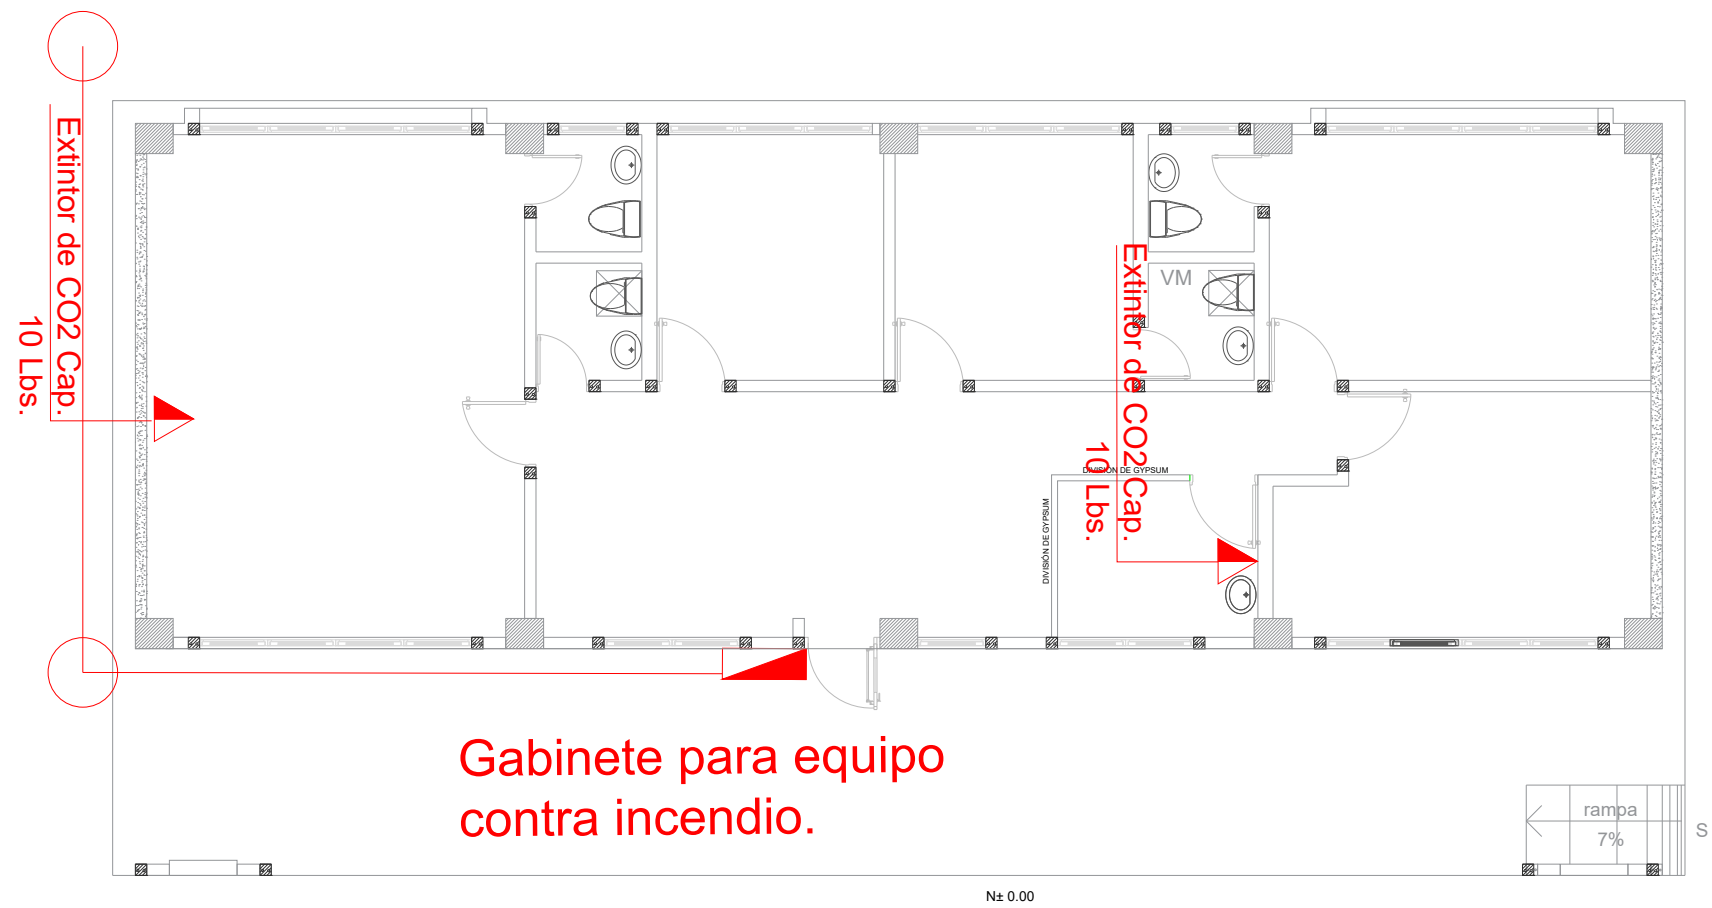 Extintor de CO2 Cap.
10 Lbs.
VM
Extintor de CO2 Cap.
10 Lbs.
DIVISIÓN DE GYPSUM
DIVISIÓN DE GYPSUM
Gabinete para equipo
contra incendio.
rampa
7%
S
N± 0.00